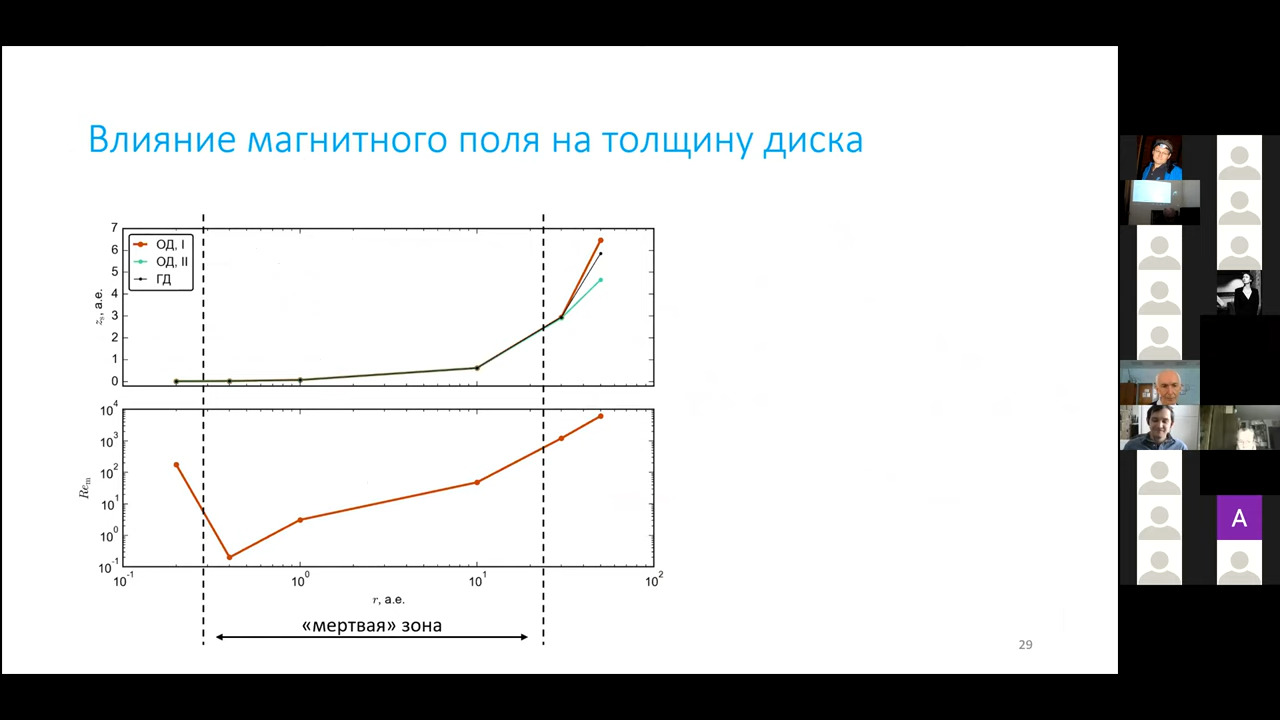 Влияние магнитного поля на толщину диска
7
6
5
4
3
2
1
0
z_s, а.е.
ОД, I
ОД, II
ГД
10^4
10^3
10^2
10^1
10^0
10^-1
Re_m
10^-1 10^0 10^1 10^2
r, а.е.
«мертвая» зона
29
A